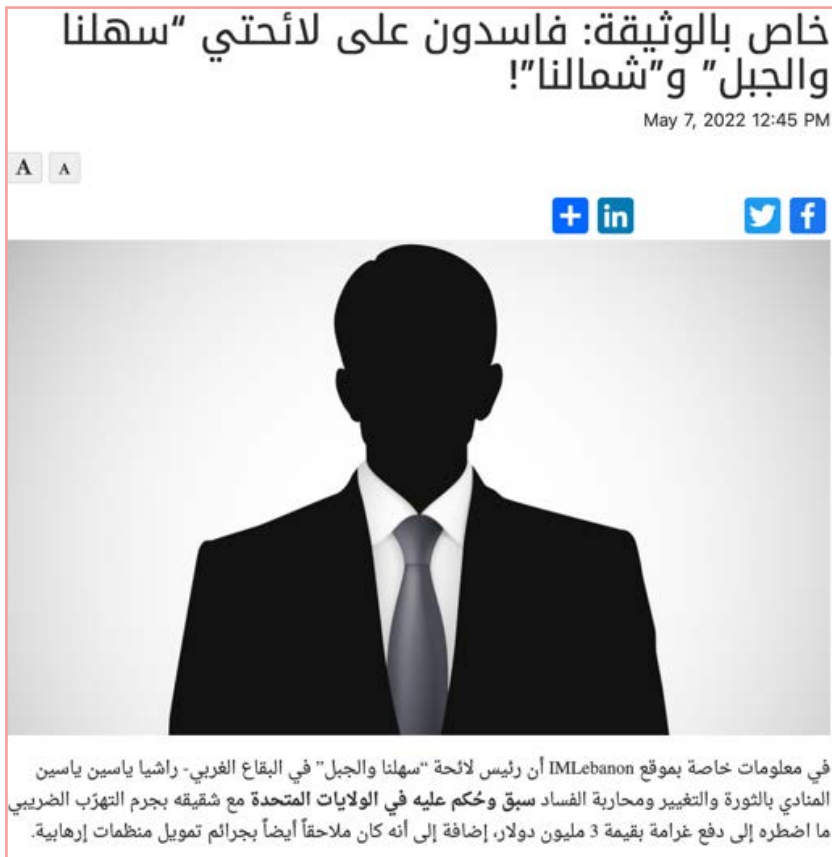 خاص بالوثيقة: فاسدون على لائحتي “سهلنا
والجبل” و”شمالنا”!
May 7, 2022 12:45 PM
A A
في معلومات خاصة بموقع IMLebanon أن رئيس لائحة “سهلنا والجبل” في البقاع الغربي- راشيا ياسين ياسين
المنادي بالثورة والتغيير ومحاربة الفساد سبق وحُكم عليه في الولايات المتحدة مع شقيقه بجرم التهرّب الضريبي
ما اضطره إلى دفع غرامة بقيمة 3 مليون دولار، إضافة إلى أنه كان ملاحقاً أيضاً بجرائم تمويل منظمات إرهابية.